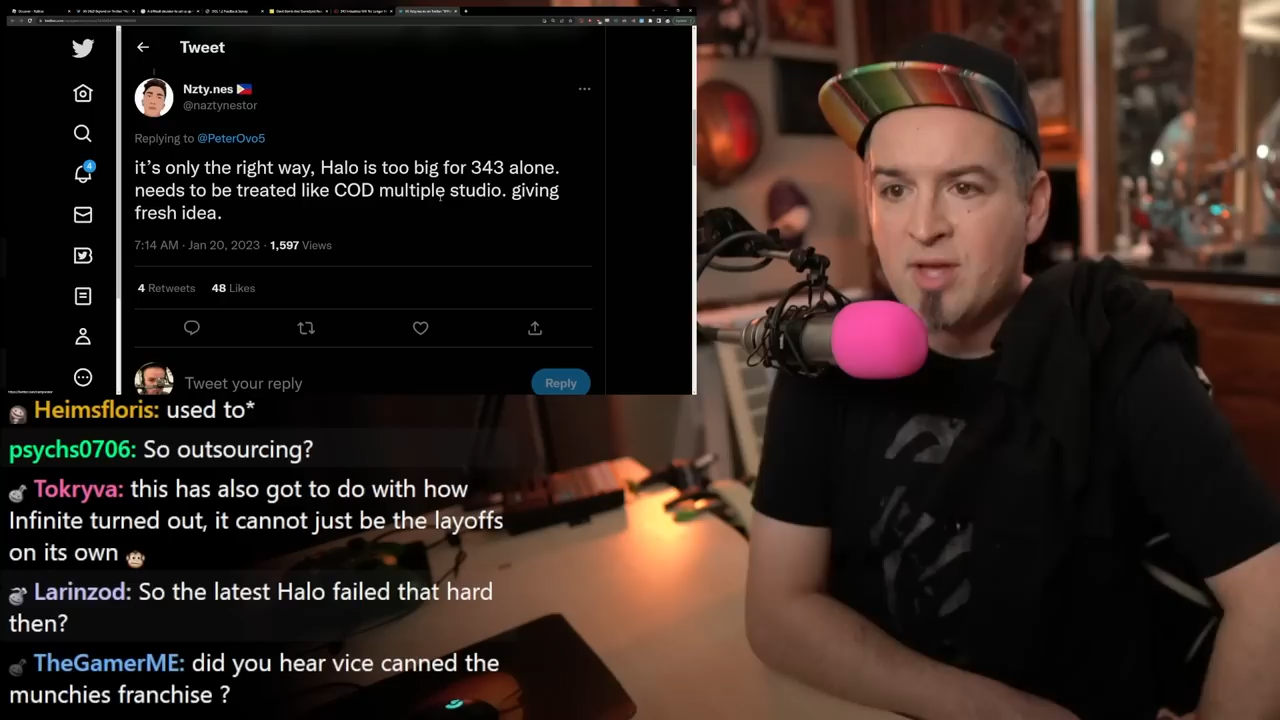 Tweet
Nzty.nes 🇵🇭
@naztynestor
Replying to @PeterOvo5
it's only the right way, Halo is too big for 343 alone.
needs to be treated like COD multiple studio. giving
fresh idea.
7:14 AM · Jan 20, 2023 · 1,597 Views
4 Retweets 48 Likes
4
Tweet your reply
Reply
Heimsfloris: used to*
psychs0706: So outsourcing?
Tokryva: this has also got to do with how
Infinite turned out, it cannot just be the layoffs
on its own
Larinzod: So the latest Halo failed that hard
then?
TheGamerME: did you hear vice canned the
munchies franchise ?